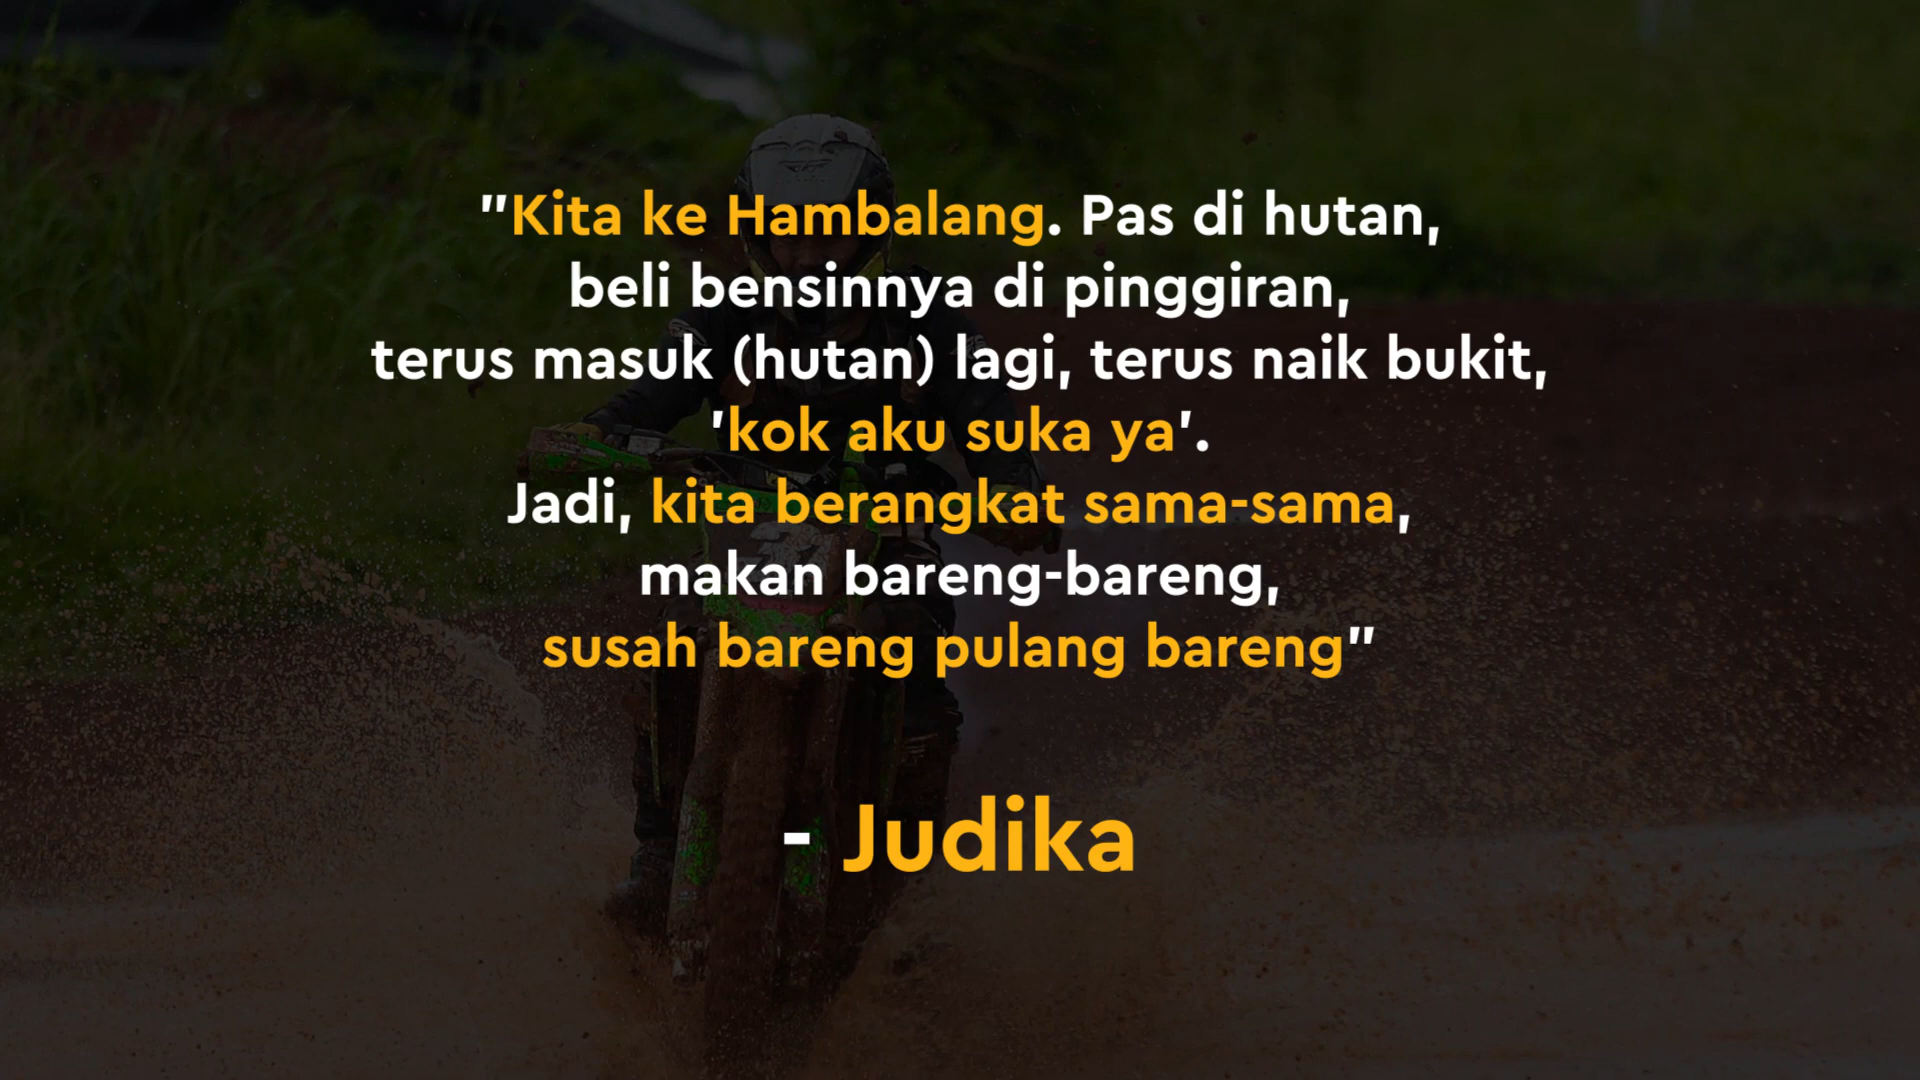 "Kita ke Hambalang. Pas di hutan,
beli bensinnya di pinggiran,
terus masuk (hutan) lagi, terus naik bukit,
'kok aku suka ya'.
Jadi, kita berangkat sama-sama,
makan bareng-bareng,
susah bareng pulang bareng"
- Judika